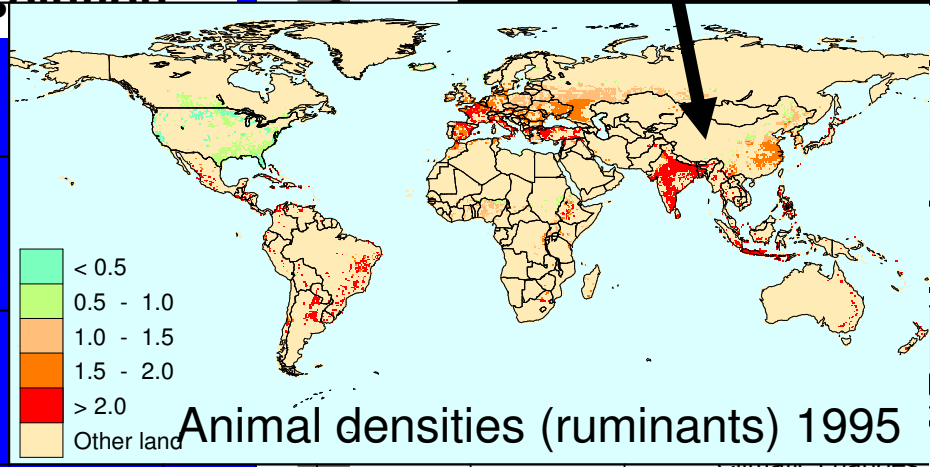 < 0.5
0.5 - 1.0
1.0 - 1.5
1.5 - 2.0
> 2.0
Other land
Animal densities (ruminants) 1995